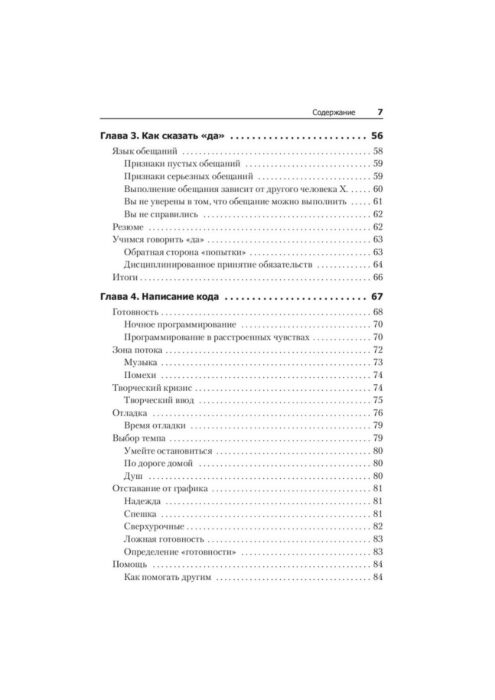 Содержание 7
Глава 3. Как сказать «да» ......................... 56
Язык обещаний ..................................... 58
Признаки пустых обещаний ......................... 59
Признаки серьезных обещаний ...................... 59
Выполнение обещания зависит от другого человека X. ..... 60
Вы не уверены в том, что обещание можно выполнить ..... 61
Вы не справились ................................. 62
Резюме ............................................ 62
Учимся говорить «да» .............................. 63
Обратная сторона «попытки» ....................... 63
Дисциплинированное принятие обязательств ............ 64
Итоги ............................................. 66
Глава 4. Написание кода .......................... 67
Готовность ........................................ 68
Ночное программирование .......................... 70
Программирование в расстроенных чувствах .............. 70
Зона потока ....................................... 72
Музыка ........................................... 73
Помехи ........................................... 74
Творческий кризис ................................. 74
Творческий ввод .................................. 75
Отладка ........................................... 76
Время отладки .................................... 79
Выбор темпа ....................................... 79
Умейте остановиться .............................. 80
По дороге домой .................................. 80
Душ .............................................. 80
Отставание от графика ............................. 81
Надежда .......................................... 81
Спешка ........................................... 81
Сверхурочные ..................................... 82
Ложная готовность ................................ 83
Определение «готовности» ......................... 83
Помощь ............................................ 84
Как помогать другим .............................. 84